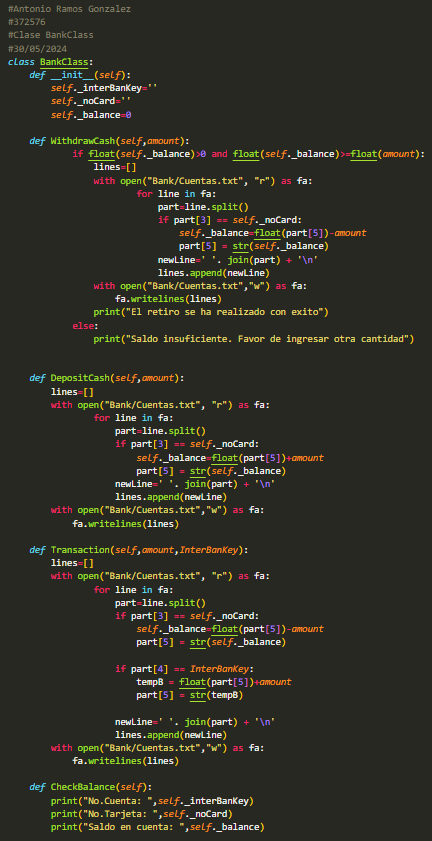 #Antonio Ramos Gonzalez
#372576
#Clase BankClass
#30/05/2024
class BankClass:
    def __init__(self):
        self._interBanKey=''
        self._noCard=''
        self._balance=0

    def WithdrawCash(self,amount):
            if float(self._balance)>0 and float(self._balance)>=float(amount):
                lines=[]
                with open("Bank/Cuentas.txt", "r") as fa:
                        for line in fa:
                            part=line.split()
                            if part[3] == self._noCard:
                                self._balance=float(part[5])-amount
                                part[5] = str(self._balance)
                            newLine=' '. join(part) + '\n'
                            lines.append(newLine)
                with open("Bank/Cuentas.txt","w") as fa:
                    fa.writelines(lines)
                print("El retiro se ha realizado con exito")
            else:
                print("Saldo insuficiente. Favor de ingresar otra cantidad")


    def DepositCash(self,amount):
        lines=[]
        with open("Bank/Cuentas.txt", "r") as fa:
                for line in fa:
                    part=line.split()
                    if part[3] == self._noCard:
                        self._balance=float(part[5])+amount
                        part[5] = str(self._balance)
                    newLine=' '. join(part) + '\n'
                    lines.append(newLine)
        with open("Bank/Cuentas.txt","w") as fa:
            fa.writelines(lines)

    def Transaction(self,amount,InterBanKey):
        lines=[]
        with open("Bank/Cuentas.txt", "r") as fa:
                for line in fa:
                    part=line.split()
                    if part[3] == self._noCard:
                        self._balance=float(part[5])-amount
                        part[5] = str(self._balance)

                    if part[4] == InterBanKey:
                        tempB = float(part[5])+amount
                        part[5] = str(tempB)

                    newLine=' '. join(part) + '\n'
                    lines.append(newLine)
        with open("Bank/Cuentas.txt","w") as fa:
            fa.writelines(lines)

    def CheckBalance(self):
        print("No.Cuenta: ",self._interBanKey)
        print("No.Tarjeta: ",self._noCard)
        print("Saldo en cuenta: ",self._balance)